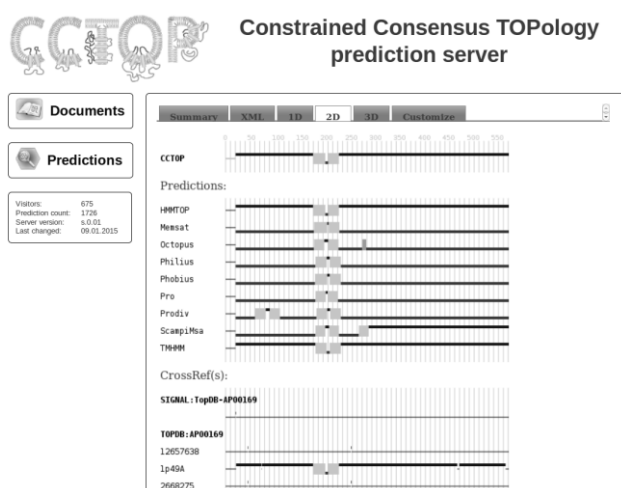 CCTOP
Constrained Consensus TOPology
prediction server
Documents
Predictions
Visitors: 675
Prediction count: 1726
Server version: s.0.01
Last changed: 09.01.2015
Summary XML 1D 2D 3D Customize
0 50 100 150 200 250 300 350 400 450 500 550
CCTOP
Predictions:
HMMTOP
Memsat
Octopus
Philius
Phobius
Pro
Prodiv
ScampiMsa
TMHMM
CrossRef(s):
SIGNAL:TopDB-AP00169
TOPDB:AP00169
12657638
1p49A
2668275